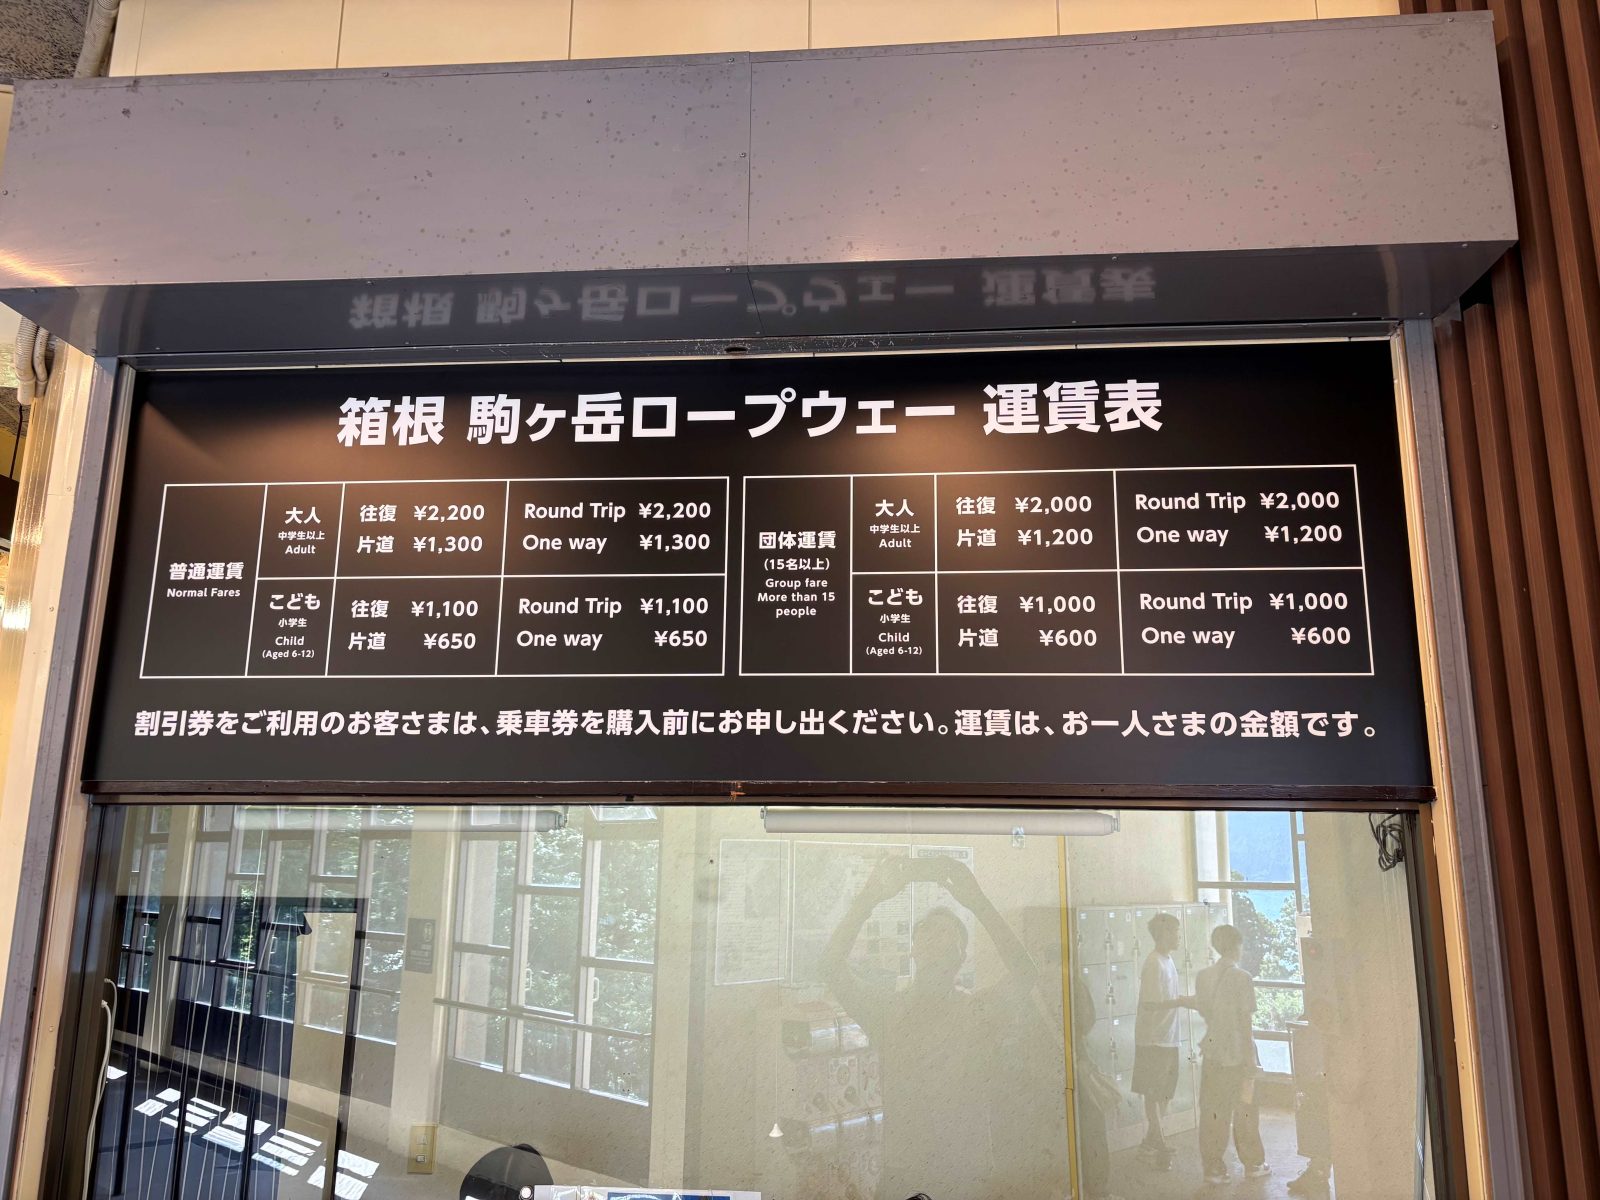 箱根 駒ヶ岳ロープウェー 運賃表
普通運賃
Normal Fares
大人
中学生以上
Adult
往復 ¥2,200
片道 ¥1,300
Round Trip ¥2,200
One way ¥1,300
こども
小学生
Child
(Aged 6-12)
往復 ¥1,100
片道 ¥650
Round Trip ¥1,100
One way ¥650
団体運賃
(15名以上)
Group fare
More than 15
people
大人
中学生以上
Adult
往復 ¥2,000
片道 ¥1,200
Round Trip ¥2,000
One way ¥1,200
こども
小学生
Child
(Aged 6-12)
往復 ¥1,000
片道 ¥600
Round Trip ¥1,000
One way ¥600
割引券をご利用のお客さまは、乗車券を購入前にお申し出ください。運賃は、お一人さまの金額です。